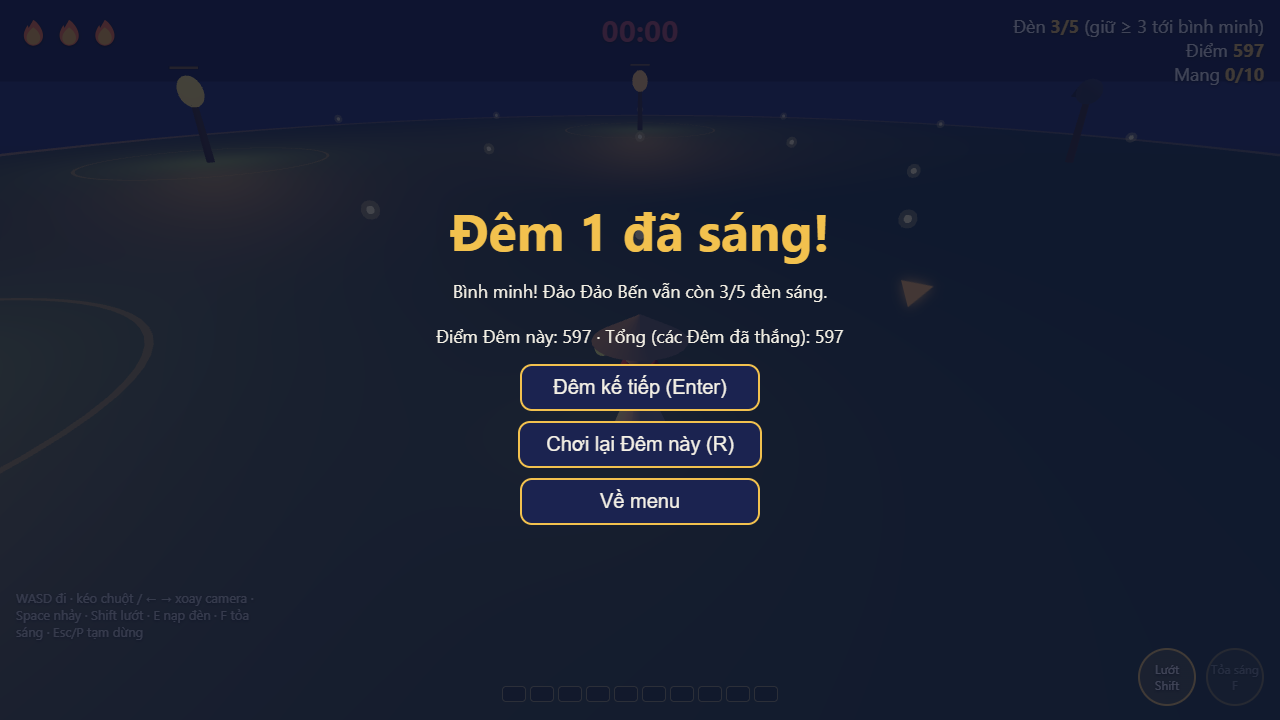 00:00
Đèn 3/5 (giữ ≥ 3 tới bình minh)
Điểm 597
Mang 0/10
Đêm 1 đã sáng!
Bình minh! Đảo Đảo Bến vẫn còn 3/5 đèn sáng.
Điểm Đêm này: 597 · Tổng (các Đêm đã thắng): 597
Đêm kế tiếp (Enter)
Chơi lại Đêm này (R)
Về menu
WASD đi · kéo chuột / ← → xoay camera ·
Space nhảy · Shift lướt · E nạp đèn · F tỏa
sáng · Esc/P tạm dừng
Lướt
Shift
Tỏa sáng
F